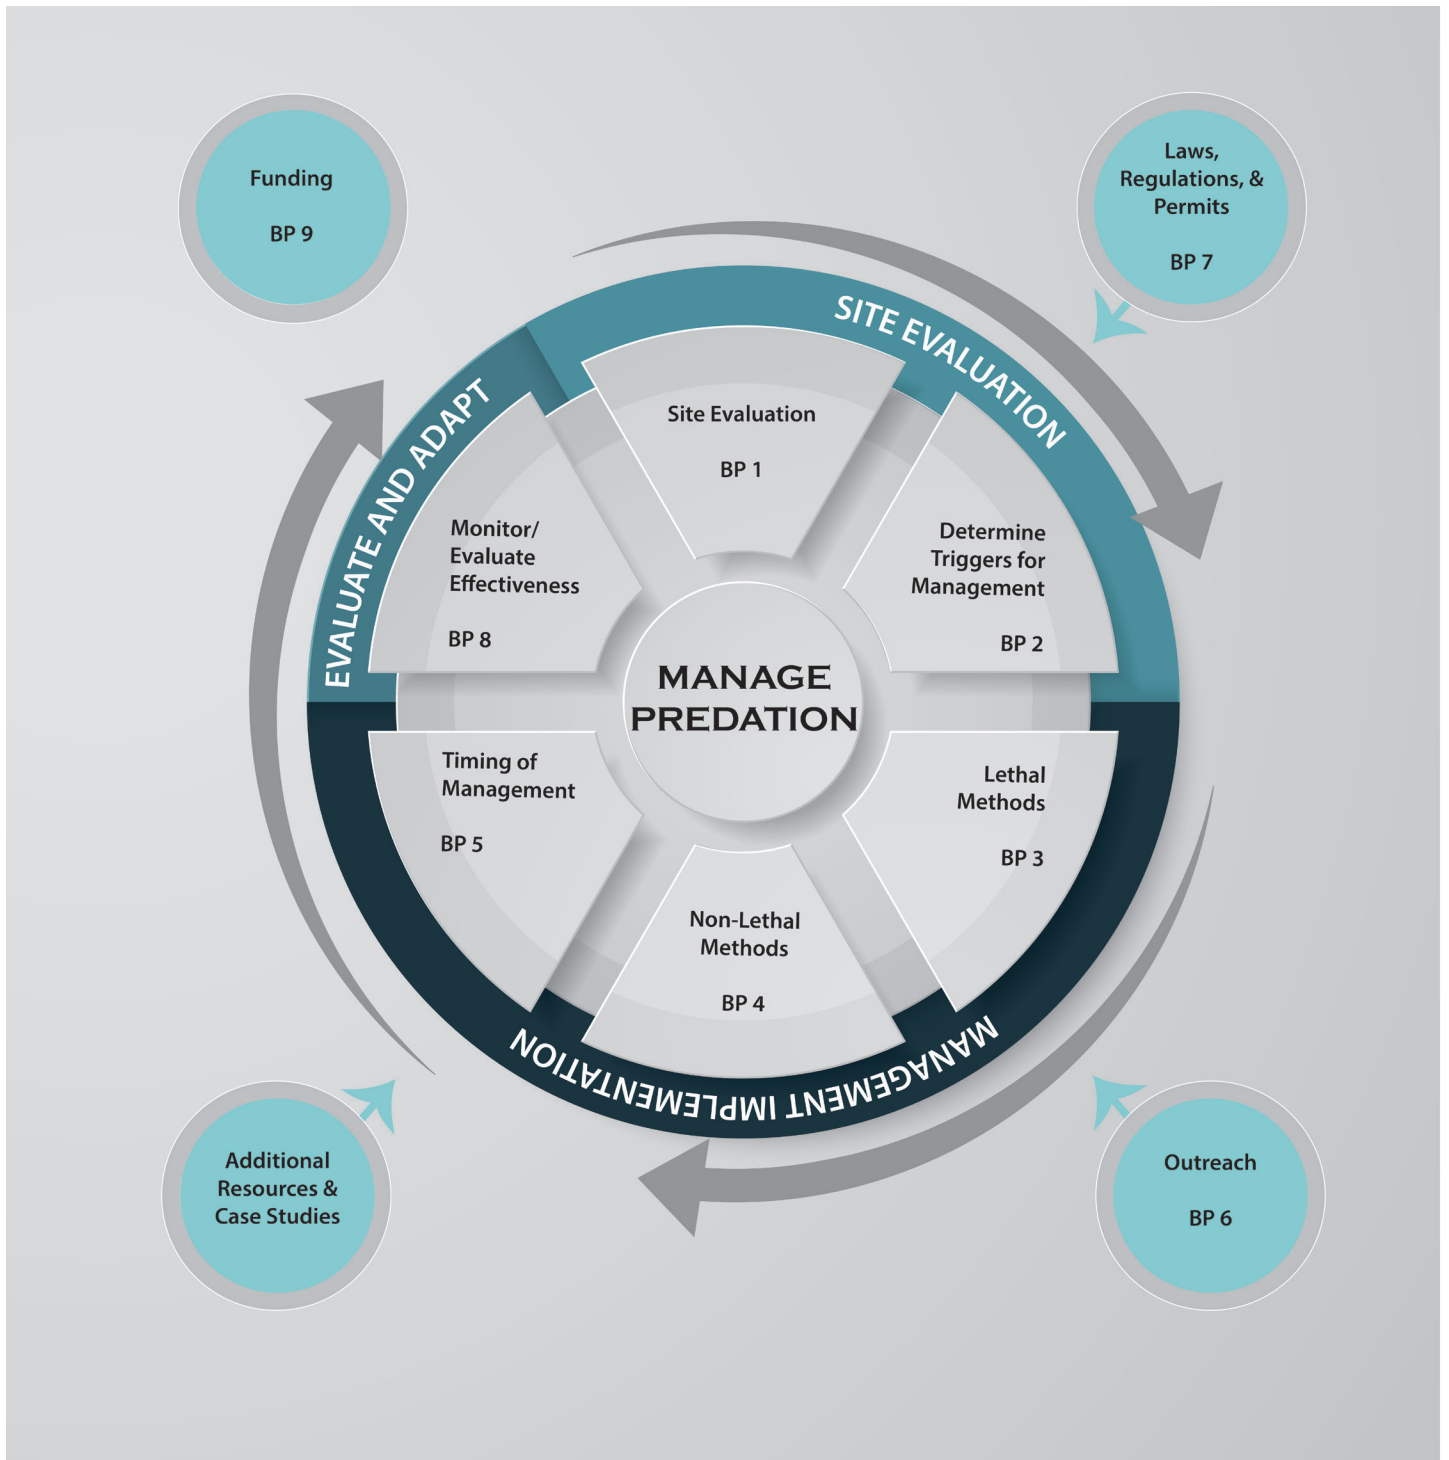 Funding
BP 9
Laws,
Regulations, &
Permits
BP 7
SITE EVALUATION
EVALUATE AND ADAPT
Site Evaluation
BP 1
Monitor/
Evaluate
Effectiveness
BP 8
Determine
Triggers for
Management
BP 2
MANAGE
PREDATION
Timing of
Management
BP 5
Lethal
Methods
BP 3
Non-Lethal
Methods
BP 4
MANAGEMENT IMPLEMENTATION
Additional
Resources &
Case Studies
Outreach
BP 6